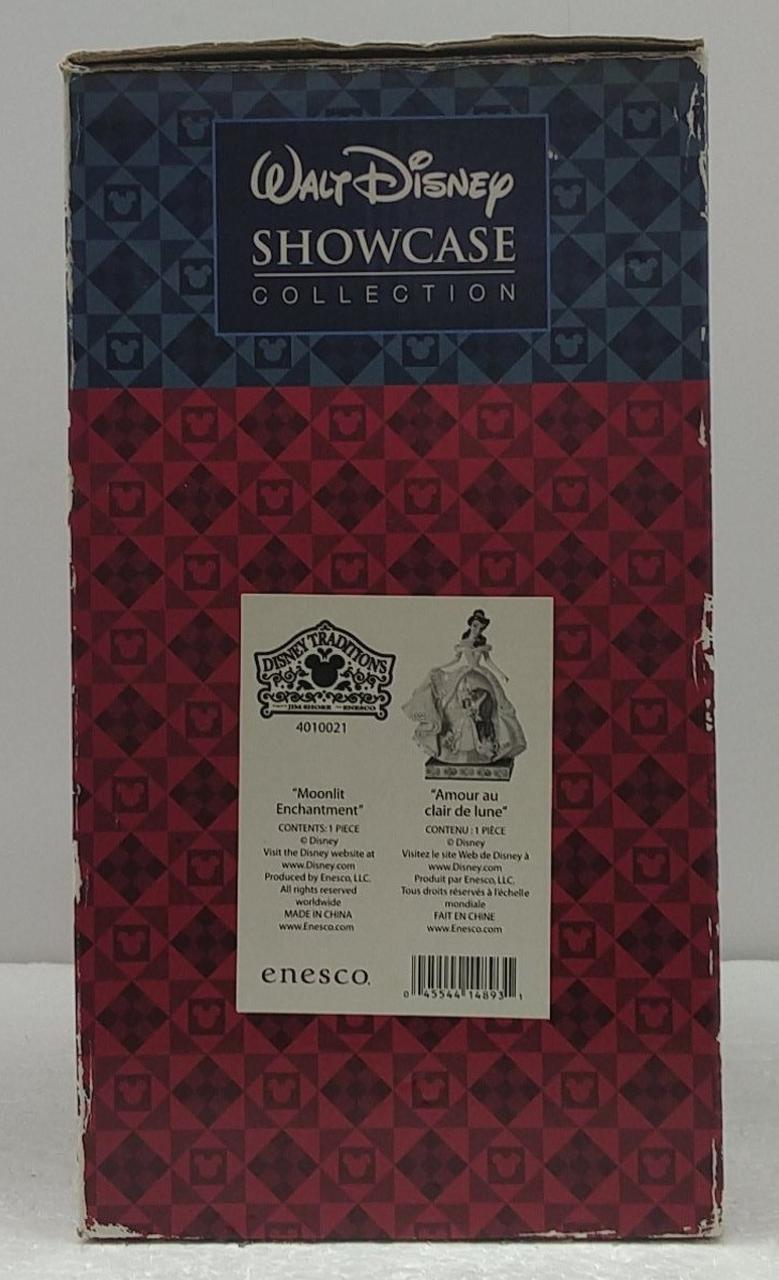 WALT DISNEY
SHOWCASE
COLLECTION
DISNEY TRADITIONS
JIM SHORE ENESCO
4010021
"Moonlit
Enchantment"
CONTENTS: 1 PIECE
© Disney
Visit the Disney website at
www.Disney.com
Produced by Enesco, LLC.
All rights reserved
worldwide
MADE IN CHINA
www.Enesco.com
"Amour au
clair de lune"
CONTENU : 1 PIÈCE
© Disney
Visitez le site Web de Disney à
www.Disney.com
Produit par Enesco, LLC.
Tous droits réservés à l'échelle
mondiale
FAIT EN CHINE
www.Enesco.com
enesco.
0 45544 14893 1